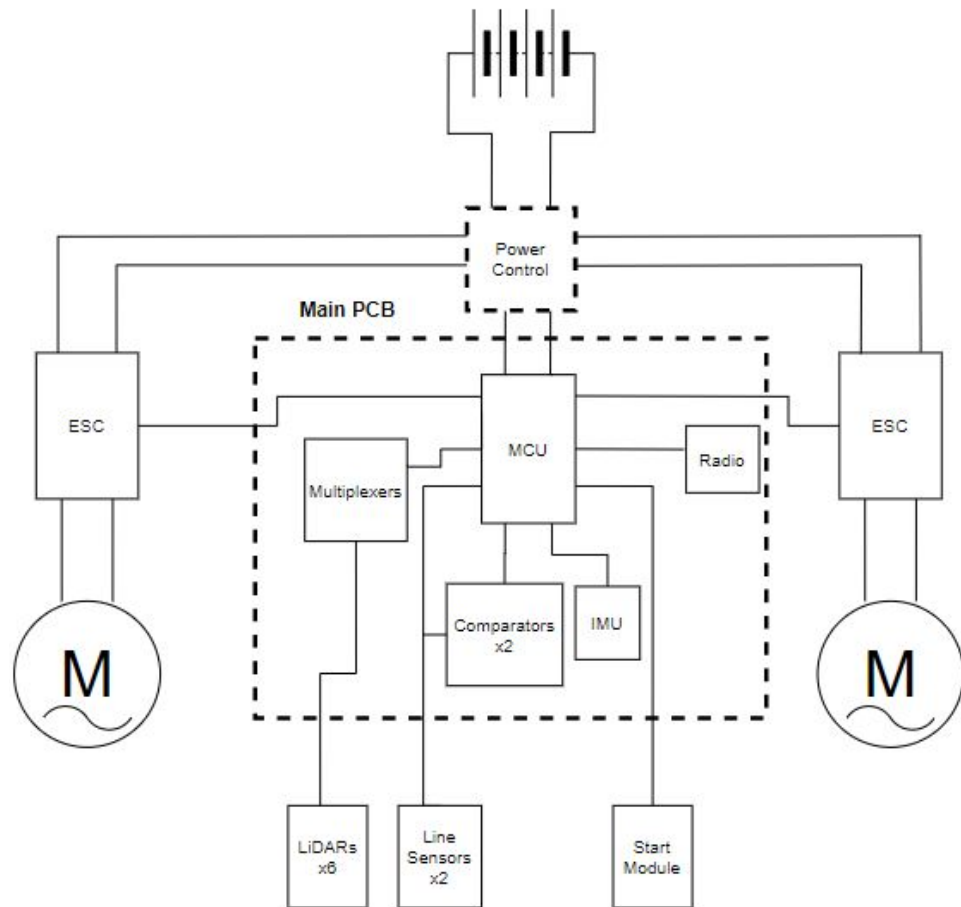 Power
Control
Main PCB
ESC
MCU
ESC
Radio
Multiplexers
Comparators
x2
IMU
M
M
LiDARs
x6
Line
Sensors
x2
Start
Module